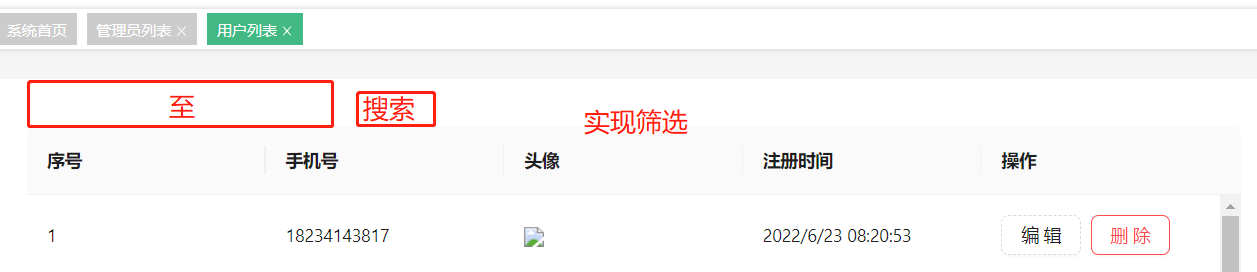 系统首页 管理员列表 × 用户列表 ×
至 搜索 实现筛选
序号 手机号 头像 注册时间 操作
1 18234143817 2022/6/23 08:20:53 编 辑 删 除